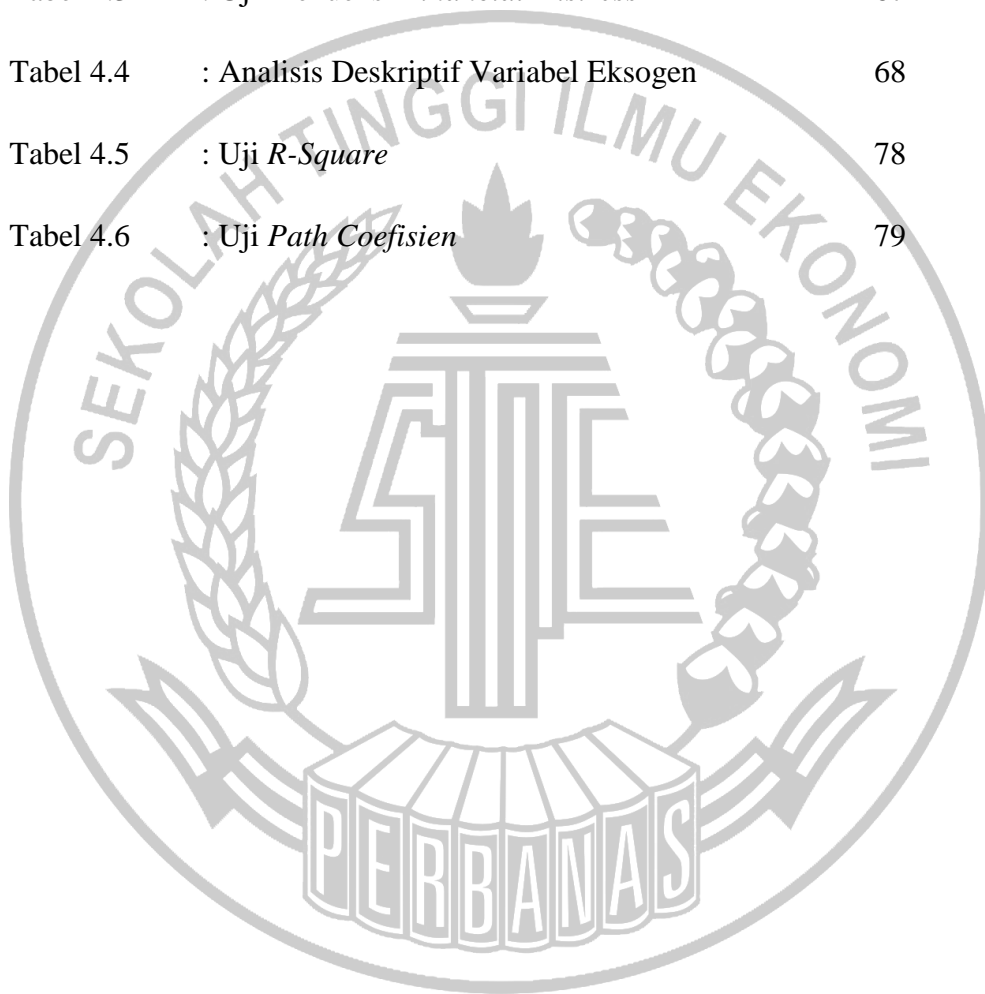 Tabel 4.4 : Analisis Deskriptif Variabel Eksogen 68
Tabel 4.5 : Uji R-Square 78
Tabel 4.6 : Uji Path Coefisien 79
SEKOLAH TINGGI ILMU EKONOMI
STIE
PERBANAS